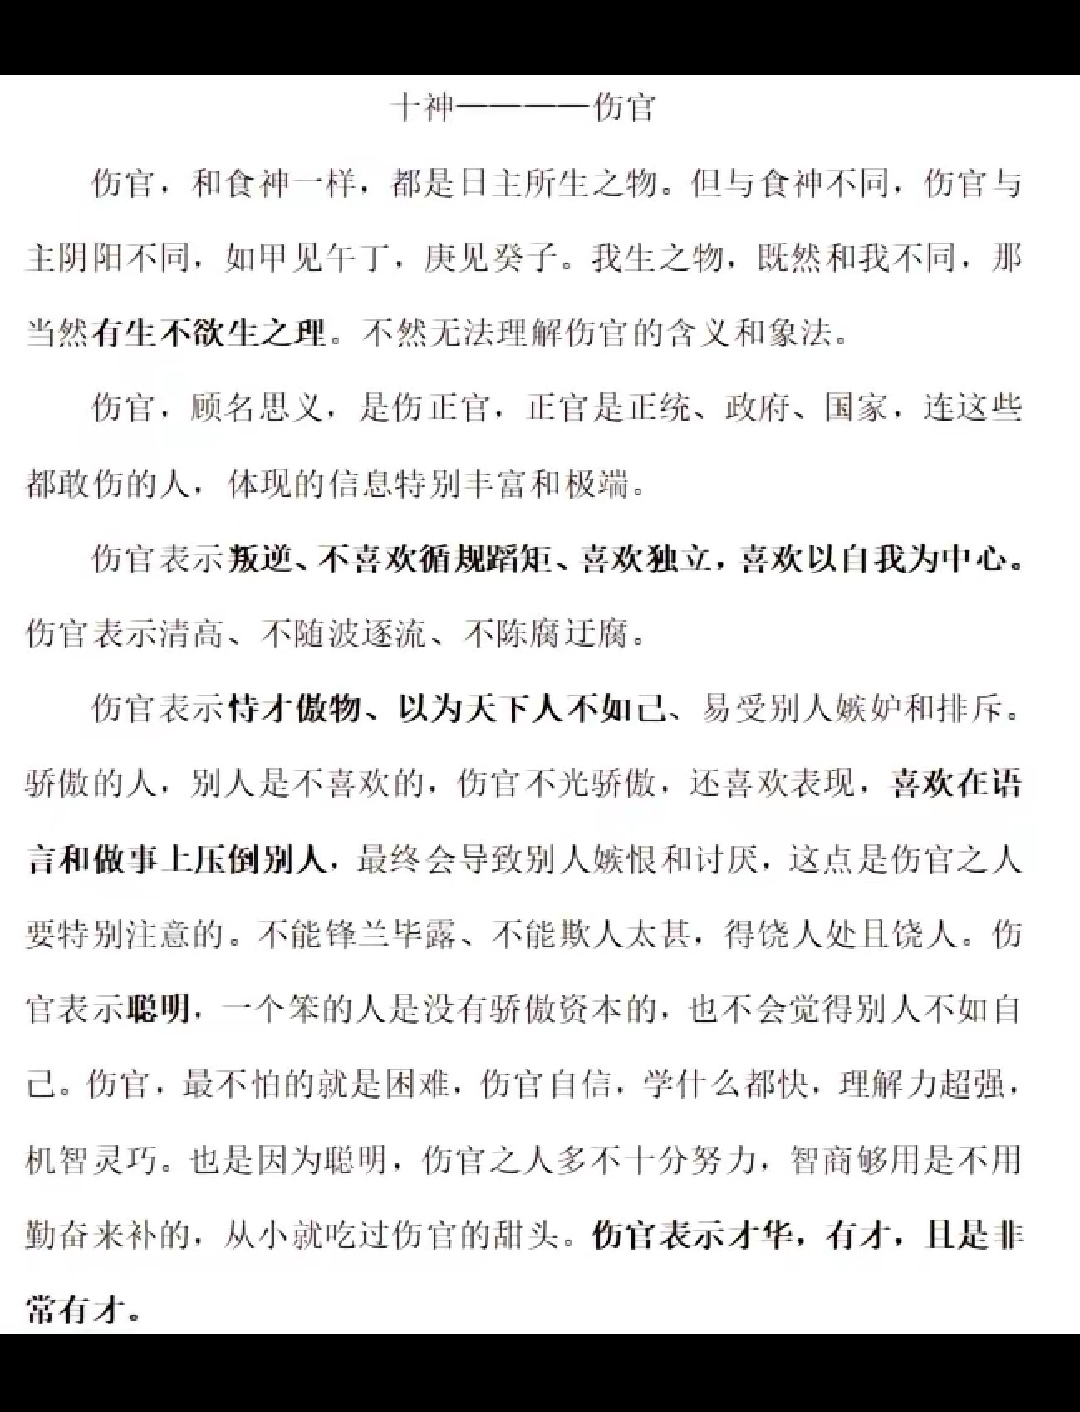 十神————伤官
伤官，和食神一样，都是日主所生之物。但与食神不同，伤官与
主阴阳不同，如甲见午丁，庚见癸子。我生之物，既然和我不同，那
当然有生不欲生之理。不然无法理解伤官的含义和象法。
伤官，顾名思义，是伤正官，正官是正统、政府、国家，连这些
都敢伤的人，体现的信息特别丰富和极端。
伤官表示叛逆、不喜欢循规蹈矩、喜欢独立，喜欢以自我为中心。
伤官表示清高、不随波逐流、不陈腐迂腐。
伤官表示恃才傲物、以为天下人不如己、易受别人嫉妒和排斥。
骄傲的人，别人是不喜欢的，伤官不光骄傲，还喜欢表现，喜欢在语
言和做事上压倒别人，最终会导致别人嫉恨和讨厌，这点是伤官之人
要特别注意的。不能锋兰毕露、不能欺人太甚，得饶人处且饶人。伤
官表示聪明，一个笨的人是没有骄傲资本的，也不会觉得别人不如自
己。伤官，最不怕的就是困难，伤官自信，学什么都快，理解力超强，
机智灵巧。也是因为聪明，伤官之人多不十分努力，智商够用是不用
勤奋来补的，从小就吃过伤官的甜头。伤官表示才华，有才，且是非
常有才。